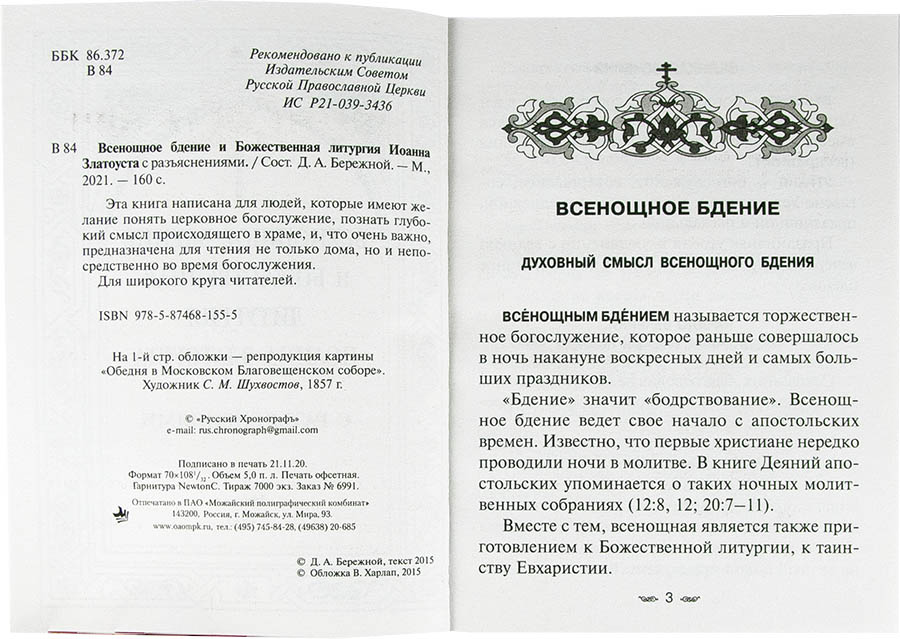 ББК 86.372
В 84
Рекомендовано к публикации
Издательским Советом
Русской Православной Церкви
ИС Р21-039-3436
В 84 Всенощное бдение и Божественная литургия Иоанна
Златоуста с разъяснениями. / Сост. Д. А. Бережной. — М.,
2021. — 160 с.
Эта книга написана для людей, которые имеют же-
лание понять церковное богослужение, познать глубо-
кий смысл происходящего в храме, и, что очень важно,
предназначена для чтения не только дома, но и непо-
средственно во время богослужения.
Для широкого круга читателей.
ISBN 978-5-87468-155-5
На 1-й стр. обложки — репродукция картины
«Обедня в Московском Благовещенском соборе».
Художник С. М. Шухвостов, 1857 г.
© «Русский Хронографъ»
e-mail: rus.chronograph@gmail.com
Подписано в печать 21.11.20.
Формат 70×108¹/₃₂. Объем 5,0 п. л. Печать офсетная.
Гарнитура NewtonC. Тираж 7000 экз. Заказ № 6991.
Отпечатано в ПАО «Можайский полиграфический комбинат»
143200, Россия, г. Можайск, ул. Мира, 93.
www.oaompk.ru, тел.: (495) 745-84-28, (49638) 20-685
© Д. А. Бережной, текст 2015
© Обложка В. Харлап, 2015
ВСЕНОЩНОЕ БДЕНИЕ
ДУХОВНЫЙ СМЫСЛ ВСЕНОЩНОГО БДЕНИЯ
ВСЕ́НОЩНЫМ БДЕ́НИЕМ называется торжествен-
ное богослужение, которое раньше совершалось
в ночь накануне воскресных дней и самых боль-
ших праздников.
«Бдение» значит «бодрствование». Всенощ-
ное бдение ведет свое начало с апостольских
времен. Известно, что первые христиане нередко
проводили ночи в молитве. В книге Деяний апо-
стольских упоминается о таких ночных молит-
венных собраниях (12:8, 12; 20:7—11).
Вместе с тем, всенощная является также при-
готовлением к Божественной литургии, к таин-
ству Евхаристии.
3